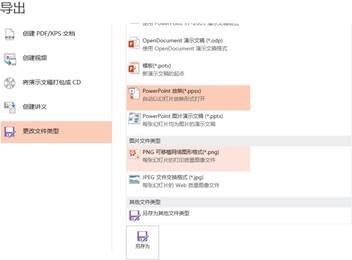 导出
创建 PDF/XPS 文档
创建视频
将演示文稿打包成 CD
创建讲义
更改文件类型
OpenDocument 演示文稿(*.odp)
使用 OpenDocument 演示文稿格式
模板(*.potx)
新演示文稿的起点
PowerPoint 放映(*.ppsx)
自动以幻灯片放映形式打开
PowerPoint 图片演示文稿(*.pptx)
每张幻灯片均为图片的演示文稿
图片文件类型
PNG 可移植网络图形格式(*.png)
每张幻灯片的打印质量图像文件
JPEG 文件交换格式(*.jpg)
每张幻灯片的 Web 质量图像文件
其他文件类型
另存为其他文件类型
另存为